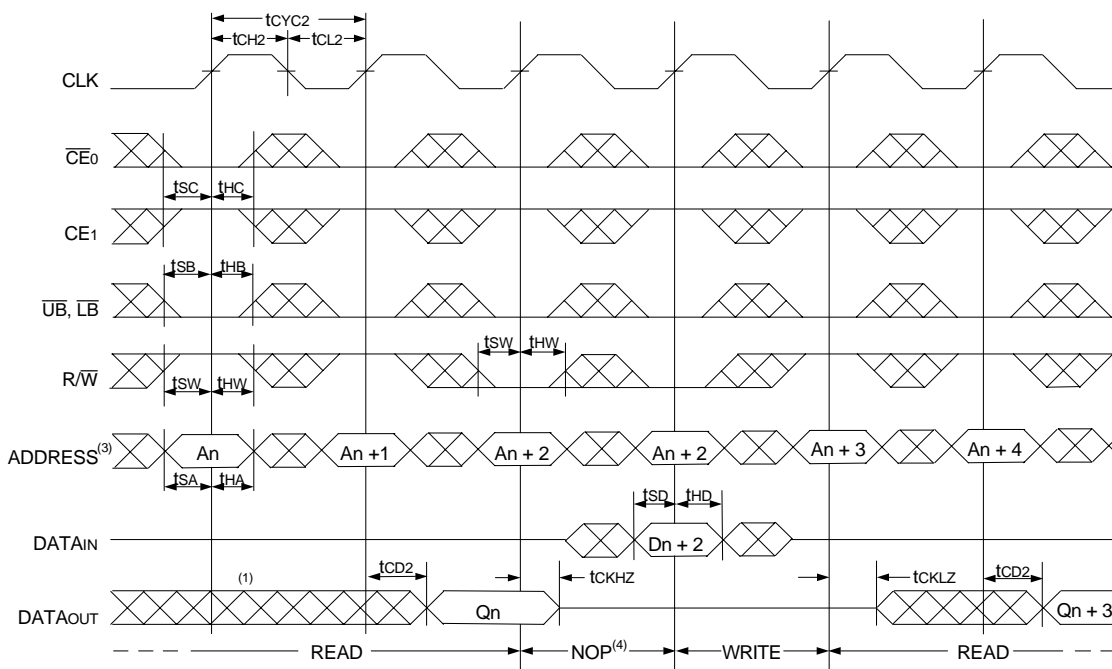 tCYC2
tCH2 tCL2
CLK
CE0
tSC tHC
CE1
tSB tHB
UB, LB
tSW tHW
R/W
tSW tHW
ADDRESS(3) An An +1 An + 2 An + 2 An + 3 An + 4
tSA tHA
tSD tHD
DATAIN Dn + 2
(1) tCD2 tCKHZ tCKLZ tCD2
DATAOUT Qn Qn + 3
READ NOP(4) WRITE READ